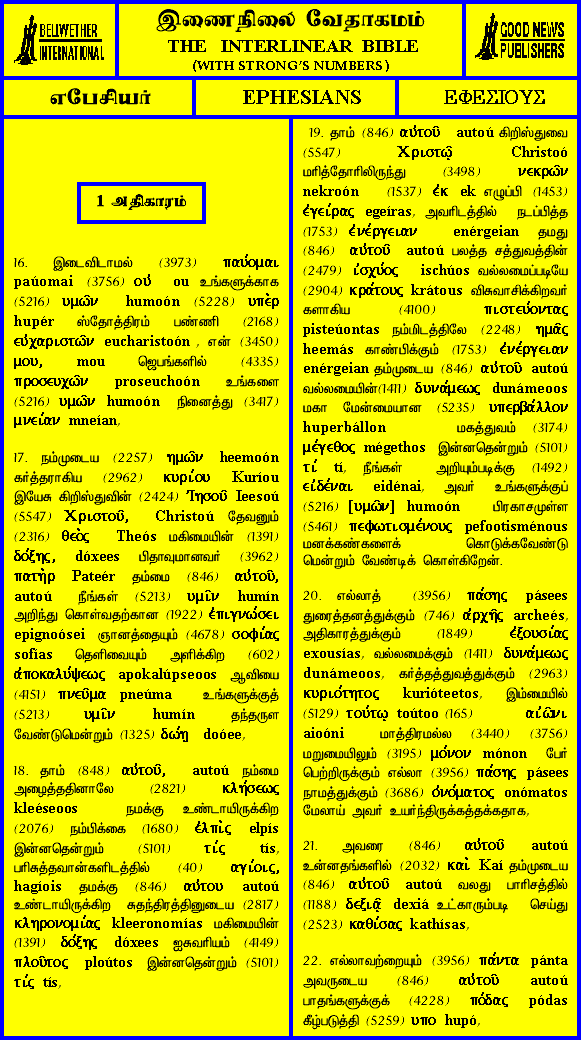 BELLWETHER
INTERNATIONAL
இணைநிலை வேதாகமம்
THE INTERLINEAR BIBLE
(WITH STRONG'S NUMBERS)
GOOD NEWS
PUBLISHERS
எபேசியர்
EPHESIANS
ΕΦΕΣΙΟΥΣ
1 அதிகாரம்
16. இடைவிடாமல் (3973) παύομαι
paúomai (3756) οὐ ou உங்களுக்காக
(5216) υμῶν humoón (5228) υπὲρ
hupér ஸ்தோத்திரம் பண்ணி (2168)
εὐχαριστῶν eucharistoón , என் (3450)
μου, mou ஜெபங்களில் (4335)
προσευχῶν proseuchoón உங்களை
(5216) υμῶν humoón நினைத்து (3417)
μνείαν mneían,
17. நம்முடைய (2257) ημῶν heemoón
கர்த்தராகிய (2962) κυρίου Kuríou
இயேசு கிறிஸ்துவின் (2424) Ἰησοῦ Ieesoú
(5547) Χριστοῦ, Christoú தேவனும்
(2316) θεὸς Theós மகிமையின் (1391)
δόξης, dóxees பிதாவுமானவர் (3962)
πατὴρ Pateér தம்மை (846) αὐτοῦ,
autoú நீங்கள் (5213) υμῖν humín
அறிந்து கொள்வதற்கான (1922) ἐπιγνώσει
epignoósei ஞானத்தையும் (4678) σοφίας
sofías தெளிவையும் அளிக்கிற (602)
ἀποκαλύψεως apokalúpseoos ஆவியை
(4151) πνεῦμα pneúma உங்களுக்குத்
(5213) υμῖν humín தந்தருள
வேண்டுமென்றும் (1325) δωή doóee,
18. தாம் (848) αὐτοῦ, autoú நம்மை
அழைத்ததினாலே (2821) κλήσεως
kleéseoos நமக்கு உண்டாயிருக்கிற
(2076) நம்பிக்கை (1680) ἐλπὶς elpís
இன்னதென்றும் (5101) τίς tís,
பரிசுத்தவான்களிடத்தில் (40) αγίοις,
hagíois தமக்கு (846) αὐτου autoú
உண்டாயிருக்கிற சுதந்திரத்தினுடைய (2817)
κληρονομίας kleeronomías மகிமையின்
(1391) δόξης dóxees ஐசுவரியம் (4149)
πλοῦτος ploútos இன்னதென்றும் (5101)
τίς tís,
19. தாம் (846) αὐτοῦ autoú கிறிஸ்துவை
(5547) Χριστῷ Christoó
மரித்தோரிலிருந்து (3498) νεκρῶν
nekroón (1537) ἐκ ek எழுப்பி (1453)
ἐγείρας egeíras, அவரிடத்தில் நடப்பித்த
(1753) ἐνέργειαν enérgeian தமது
(846) αὐτοῦ autoú பலத்த சத்துவத்தின்
(2479) ἰσχύος ischúos வல்லமைப்படியே
(2904) κράτους krátous விசுவாசிக்கிறவர்
களாகிய (4100) πιστεύοντας
pisteúontas நம்மிடத்திலே (2248) ημᾶς
heemás காண்பிக்கும் (1753) ἐνέργειαν
enérgeian தம்முடைய (846) αὐτοῦ autoú
வல்லமையின்(1411) δυνάμεως dunámeoos
மகா மேன்மையான (5235) υπερβάλλον
huperbállon மகத்துவம் (3174)
μέγεθος mégethos இன்னதென்றும் (5101)
τί tí, நீங்கள் அறியும்படிக்கு (1492)
εἰδέναι eidénai, அவர் உங்களுக்குப்
(5216) [υμῶν] humoón பிரகாசமுள்ள
(5461) πεφωτισμένους pefootisménous
மனக்கண்களைக் கொடுக்கவேண்டு
மென்றும் வேண்டிக் கொள்கிறேன்.
20. எல்லாத் (3956) πάσης pásees
துரைத்தனத்துக்கும் (746) ἀρχῆς archeés,
அதிகாரத்துக்கும் (1849) ἐξουσίας
exousías, வல்லமைக்கும் (1411) δυνάμεως
dunámeoos, கர்த்தத்துவத்துக்கும் (2963)
κυριότητος kurióteetos, இம்மையில்
(5129) τούτῳ toútoo (165) αἰῶνι
aioóni மாத்திரமல்ல (3440) (3756)
மறுமையிலும் (3195) μόνον mónon பேர்
பெற்றிருக்கும் எல்லா (3956) πάσης pásees
நாமத்துக்கும் (3686) ὀνόματος onómatos
மேலாய் அவர் உயர்ந்திருக்கத்தக்கதாக,
21. அவரை (846) αὐτοῦ autoú
உன்னதங்களில் (2032) καὶ Kaí தம்முடைய
(846) αὐτοῦ autoú வலது பாரிசத்தில்
(1188) δεξιᾷ dexiá உட்காரும்படி செய்து
(2523) καθίσας kathísas,
22. எல்லாவற்றையும் (3956) πάντα pánta
அவருடைய (846) αὐτοῦ autoú
பாதங்களுக்குக் (4228) πόδας pódas
கீழ்படுத்தி (5259) υπο hupó,